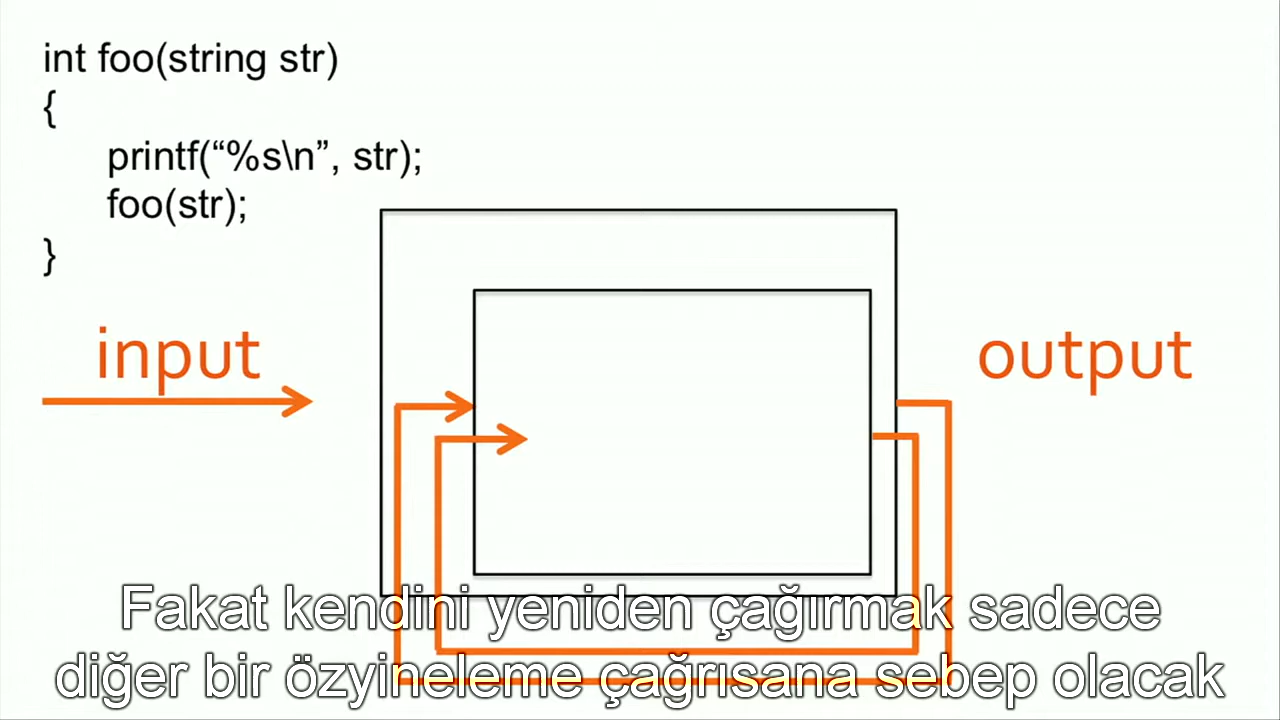 int foo(string str)
{
printf(“%s\n”, str);
foo(str);
}
input
output
Fakat kendini yeniden çağırmak sadece
diğer bir özyineleme çağrısana sebep olacak